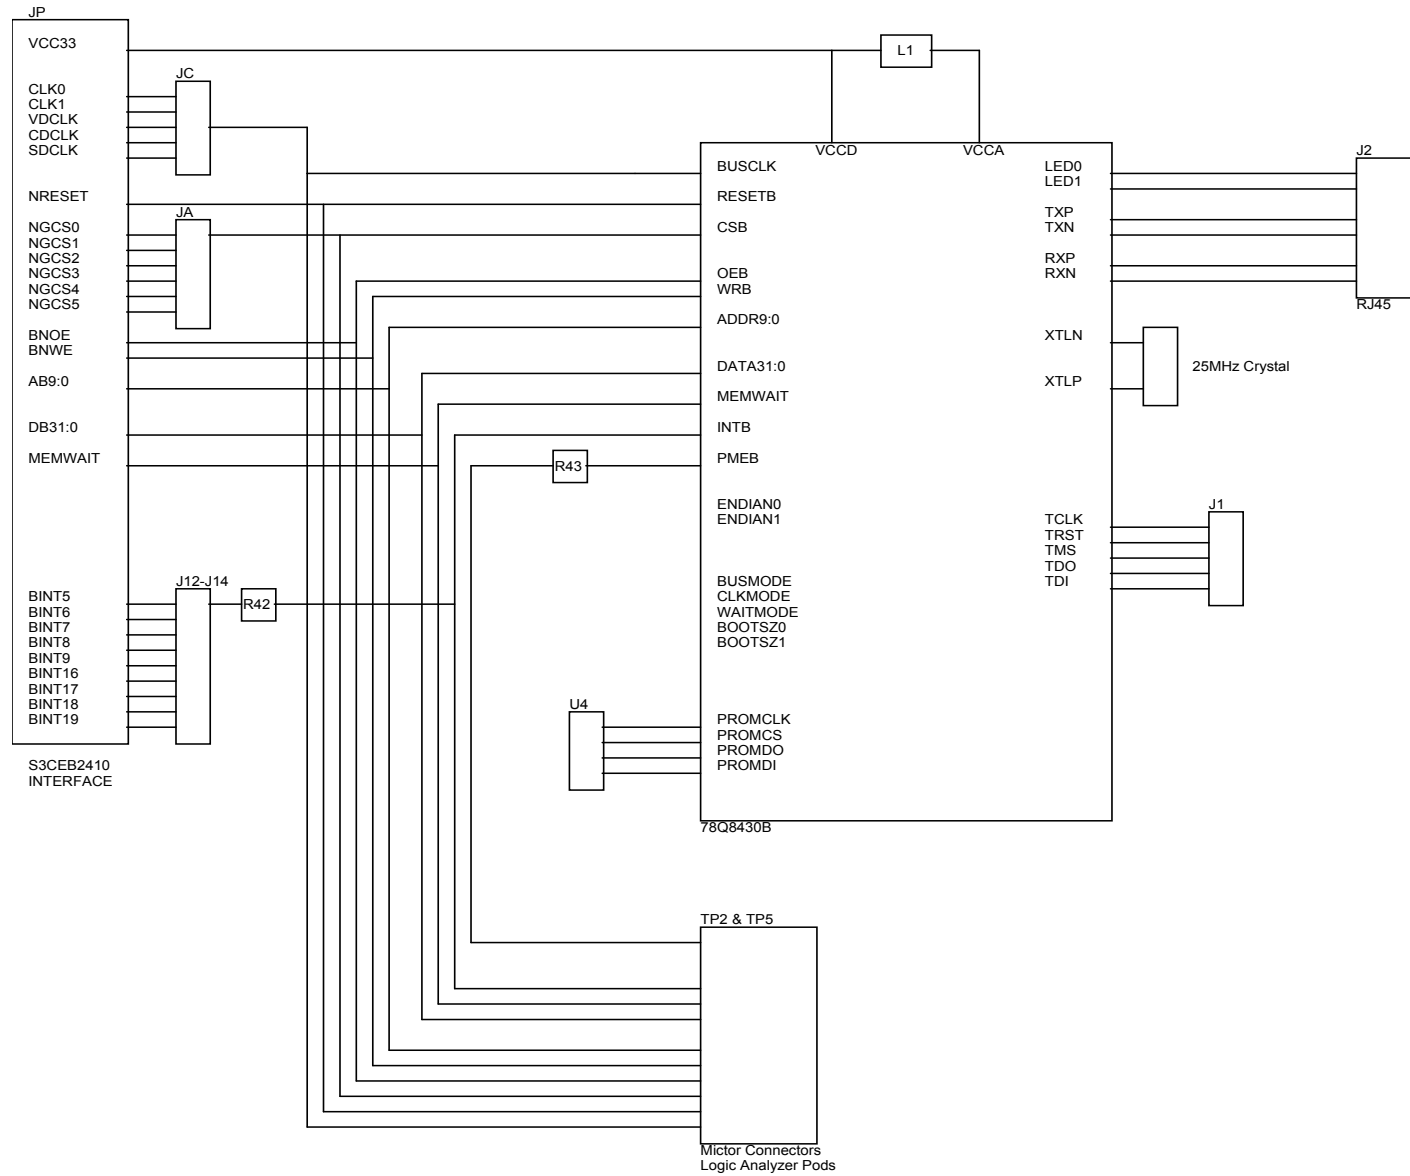 JP
VCC33
CLK0
CLK1
VDCLK
CDCLK
SDCLK
NRESET
NGCS0
NGCS1
NGCS2
NGCS3
NGCS4
NGCS5
BNOE
BNWE
AB9:0
DB31:0
MEMWAIT
BINT5
BINT6
BINT7
BINT8
BINT9
BINT16
BINT17
BINT18
BINT19
S3CEB2410
INTERFACE
JC
JA
J12-J14
R42
L1
R43
U4
VCCD
VCCA
BUSCLK
RESETB
CSB
OEB
WRB
ADDR9:0
DATA31:0
MEMWAIT
INTB
PMEB
ENDIAN0
ENDIAN1
BUSMODE
CLKMODE
WAITMODE
BOOTSZ0
BOOTSZ1
PROMCLK
PROMCS
PROMDO
PROMDI
78Q8430B
LED0
LED1
TXP
TXN
RXP
RXN
XTLN
XTLP
TCLK
TRST
TMS
TDO
TDI
J2
RJ45
25MHz Crystal
J1
TP2 & TP5
Mictor Connectors
Logic Analyzer Pods